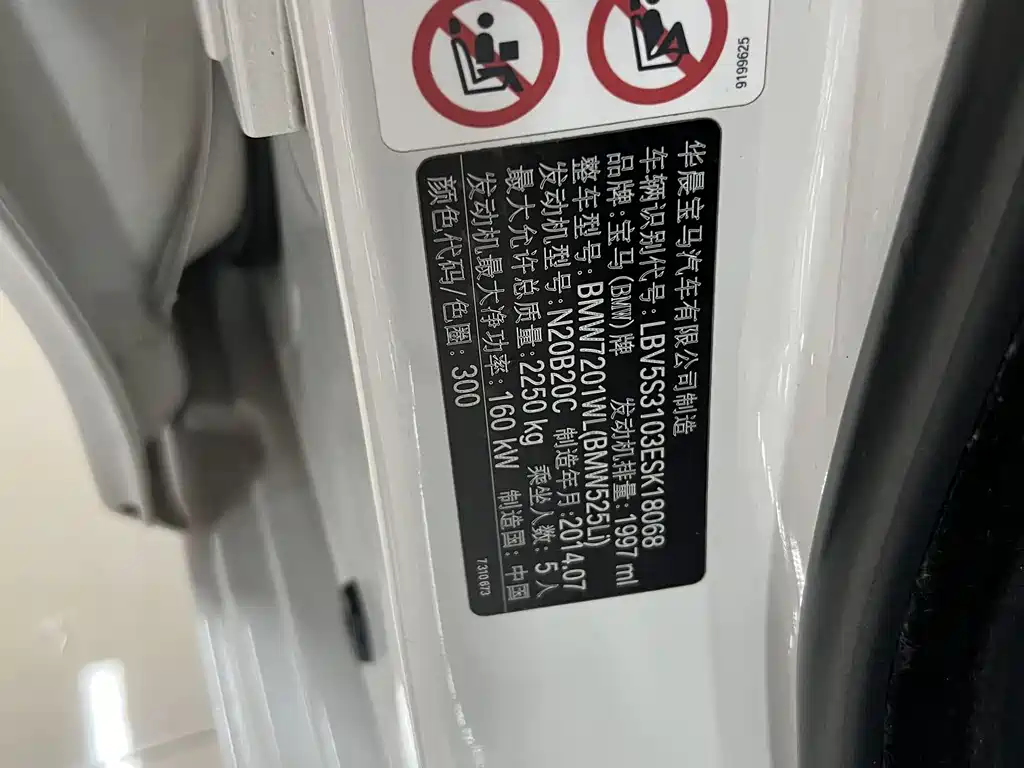 9199625
华晨宝马汽车有限公司制造
车辆识别代号:LBV5S3103ESK18068
品牌:宝马(BMW)牌 发动机排量:1997 ml
整车型号:BMW7201WL(BMW525Li)
发动机型号:N20B20C 制造年月:2014.07
最大允许总质量:2250 kg 乘坐人数:5人
发动机最大净功率:160 kW 制造国:中国
颜色代码/色圈:300
7310673